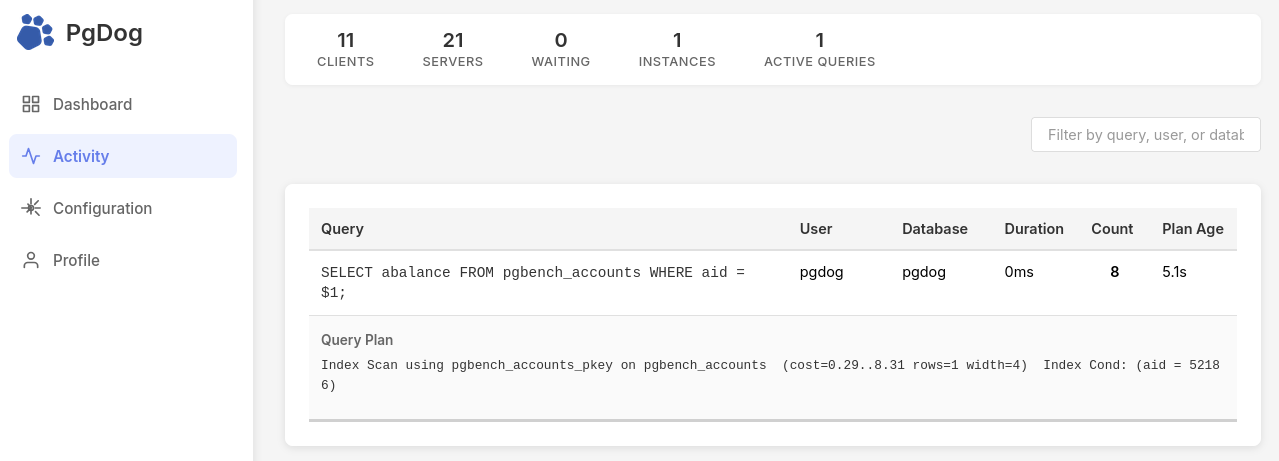 PgDog
Dashboard
Activity
Configuration
Profile
11 21 0 1 1
CLIENTS SERVERS WAITING INSTANCES ACTIVE QUERIES
Filter by query, user, or datab
Query User Database Duration Count Plan Age
SELECT abalance FROM pgbench_accounts WHERE aid = pgdog pgdog 0ms 8 5.1s
$1;
Query Plan
Index Scan using pgbench_accounts_pkey on pgbench_accounts  (cost=0.29..8.31 rows=1 width=4)  Index Cond: (aid = 5218
6)